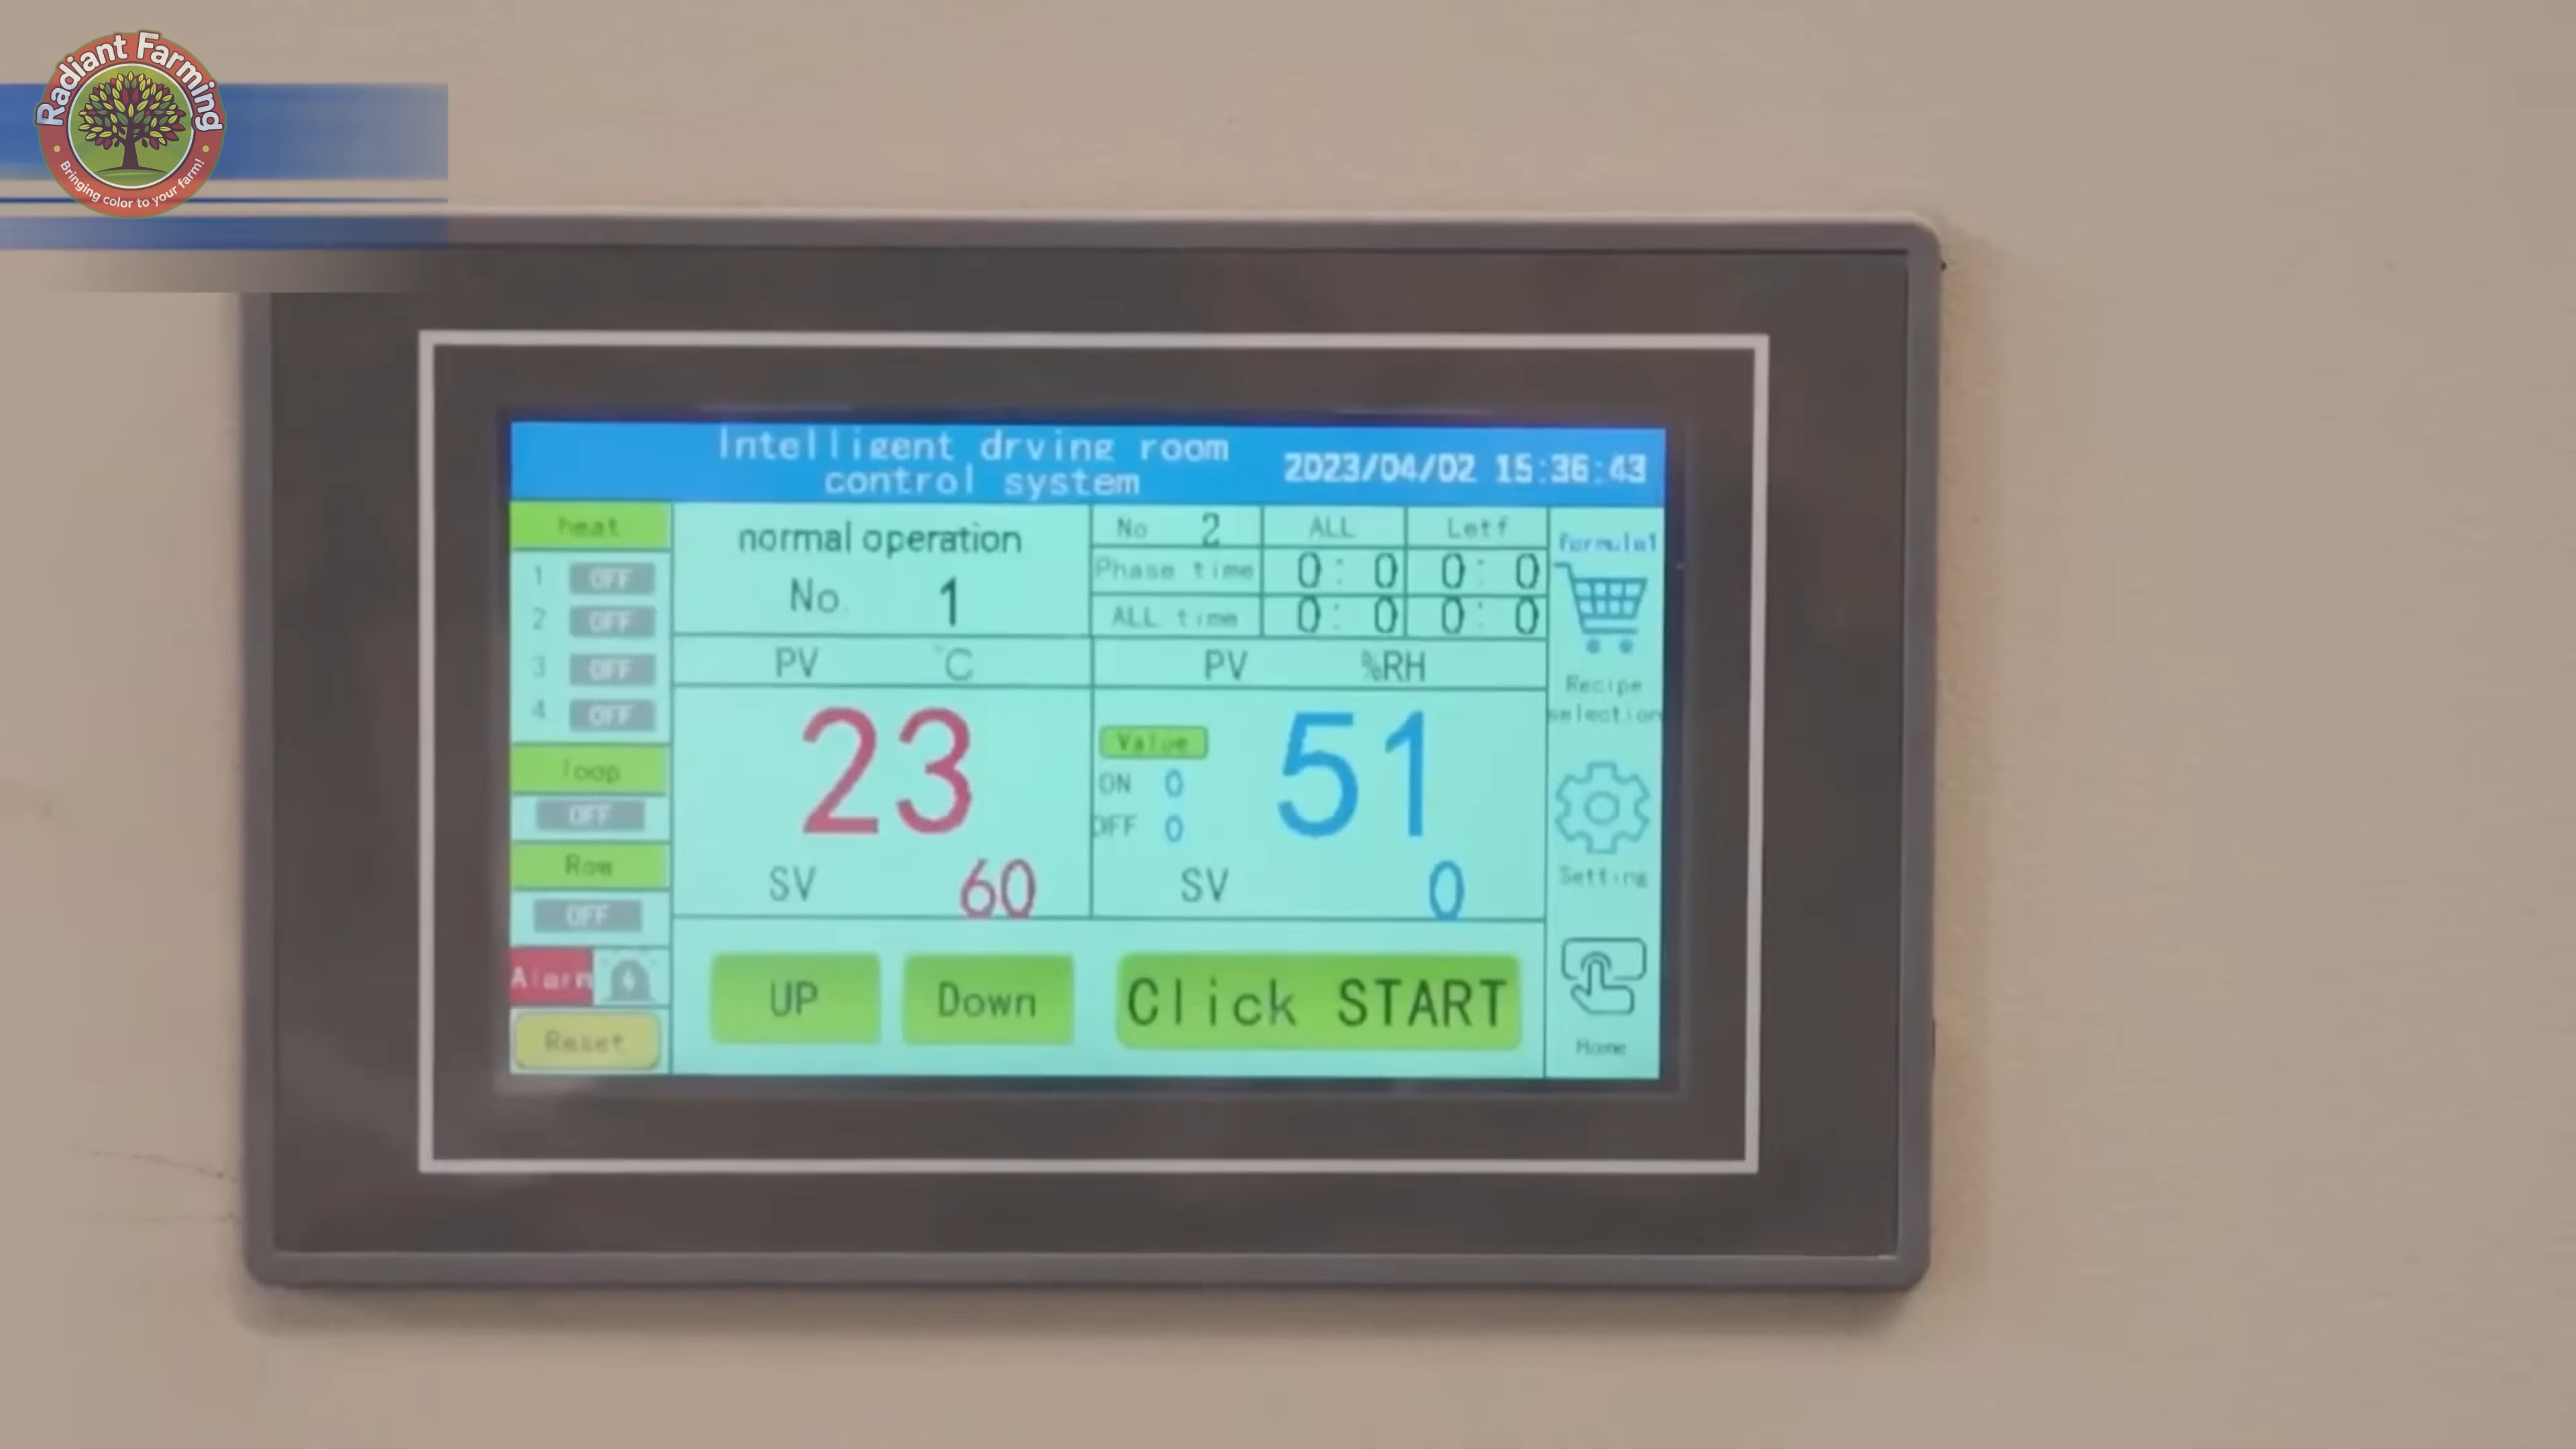 Radiant Farming
Bringing color to your farm!
Intelligent drying room
control system
2023/04/02 15:36:43
heat
1 OFF
2 OFF
3 OFF
4 OFF
loop
OFF
Row
OFF
Alarm
Reset
normal operation
No. 1
No 2 ALL Letf
Phase time 0: 0 0: 0
ALL time 0: 0 0: 0
PV °C
23
SV 60
PV %RH
Value
ON 0
OFF 0
51
SV 0
UP
Down
Click START
formula1
Recipe
selection
Setting
Home